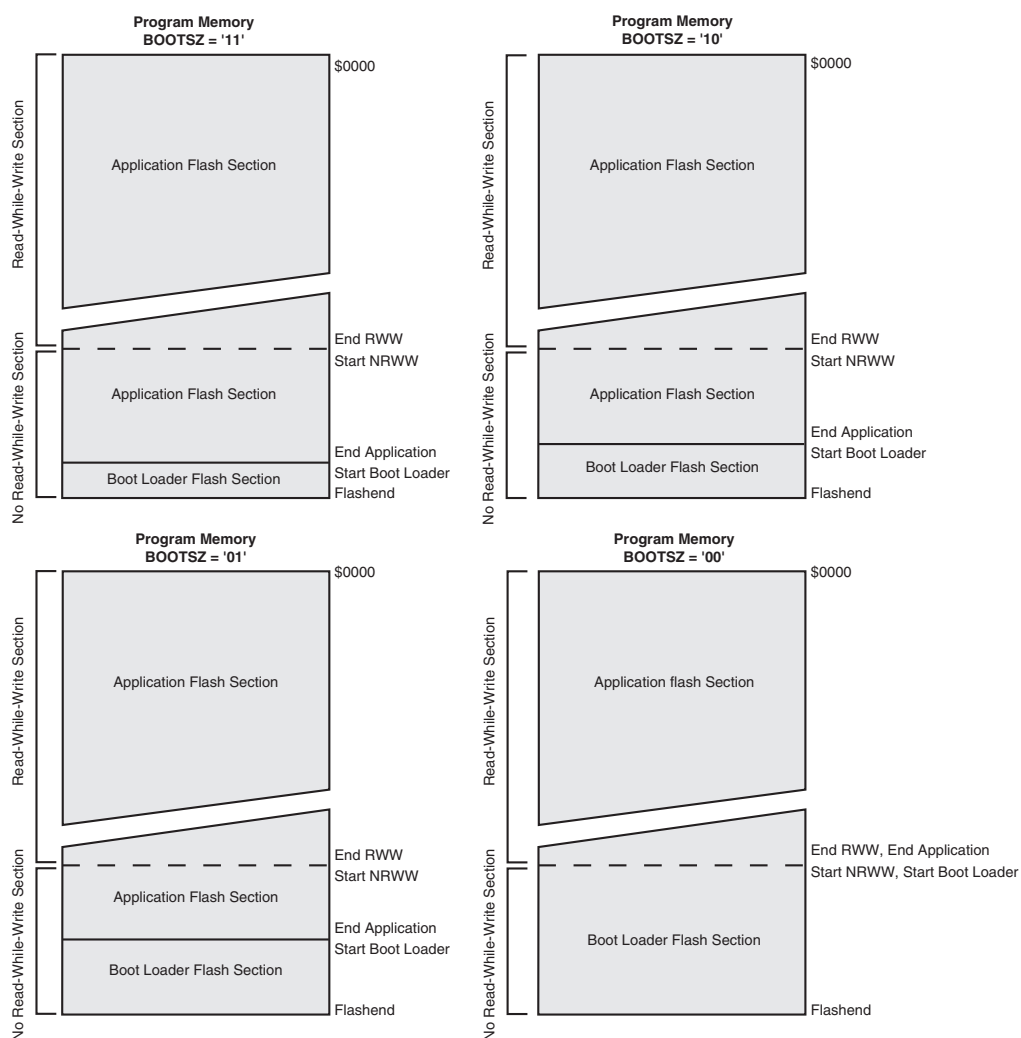 Program Memory
BOOTSZ = '11'
$0000
Read-While-Write Section
Application Flash Section
End RWW
Start NRWW
No Read-While-Write Section
Application Flash Section
End Application
Start Boot Loader
Boot Loader Flash Section
Flashend
Program Memory
BOOTSZ = '10'
$0000
Read-While-Write Section
Application Flash Section
End RWW
Start NRWW
No Read-While-Write Section
Application Flash Section
End Application
Start Boot Loader
Boot Loader Flash Section
Flashend
Program Memory
BOOTSZ = '01'
$0000
Read-While-Write Section
Application Flash Section
End RWW
Start NRWW
No Read-While-Write Section
Application Flash Section
End Application
Start Boot Loader
Boot Loader Flash Section
Flashend
Program Memory
BOOTSZ = '00'
$0000
Read-While-Write Section
Application flash Section
End RWW, End Application
Start NRWW, Start Boot Loader
No Read-While-Write Section
Boot Loader Flash Section
Flashend